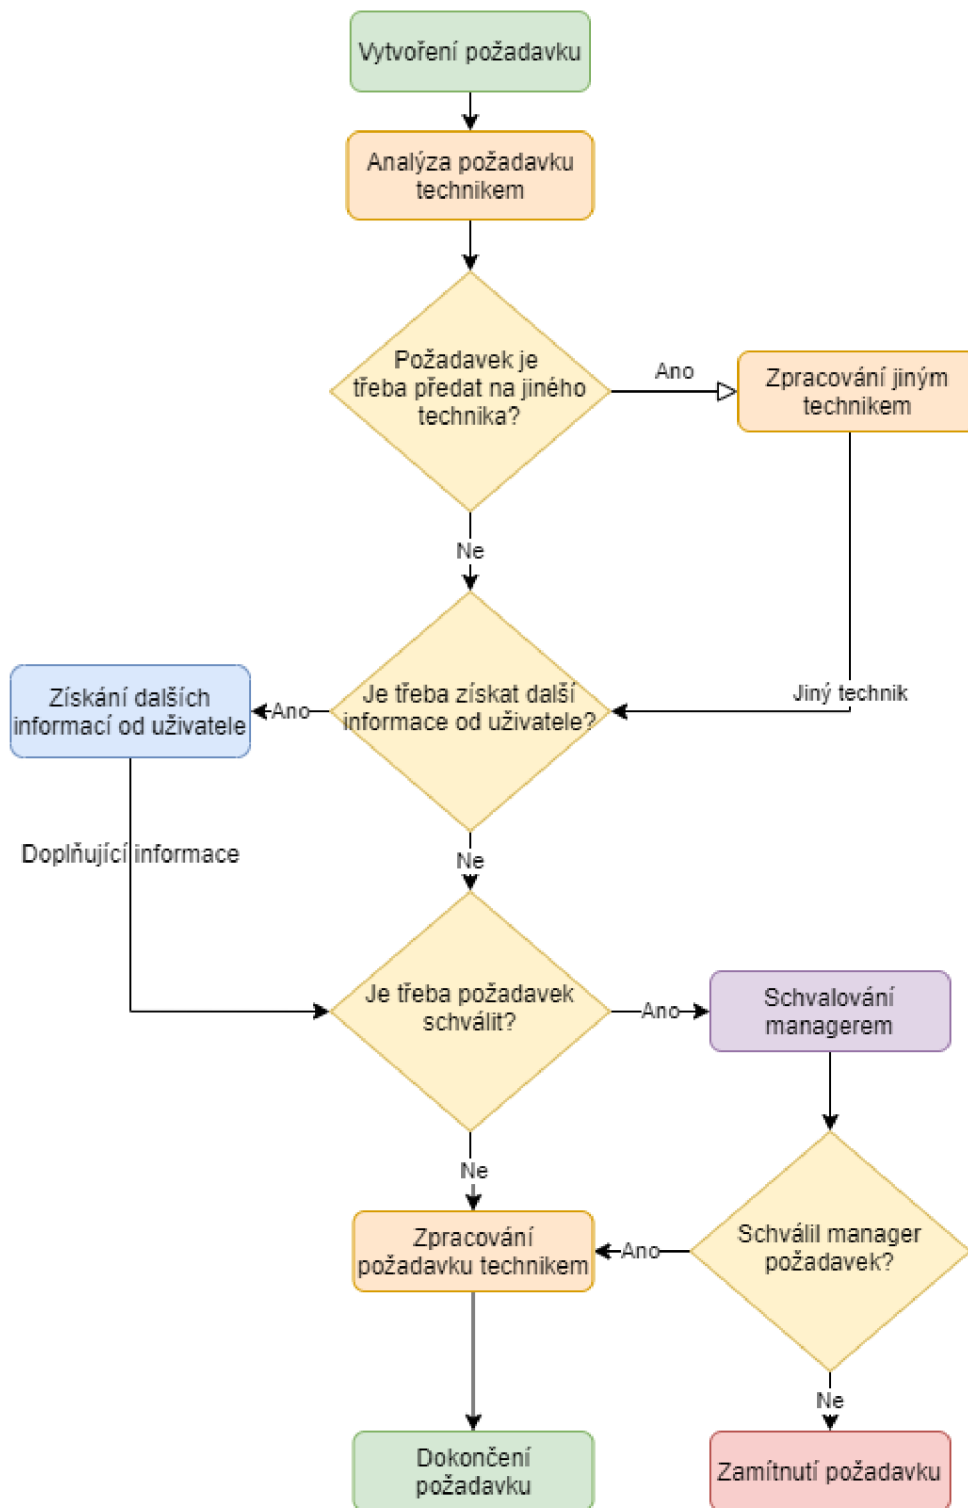 Vytvoření požadavku
Analýza požadavku
technikem
Požadavek je
třeba předat na jiného
technika?
Ano
Zpracování jiným
technikem
Ne
Jiný technik
Je třeba získat další
informace od uživatele?
Ano
Získání dalších
informací od uživatele
Doplňující informace
Ne
Je třeba požadavek
schválit?
Ano
Schvalování
managerem
Ne
Schválil manager
požadavek?
Ano
Zpracování
požadavku technikem
Ne
Dokončení
požadavku
Zamítnutí požadavku